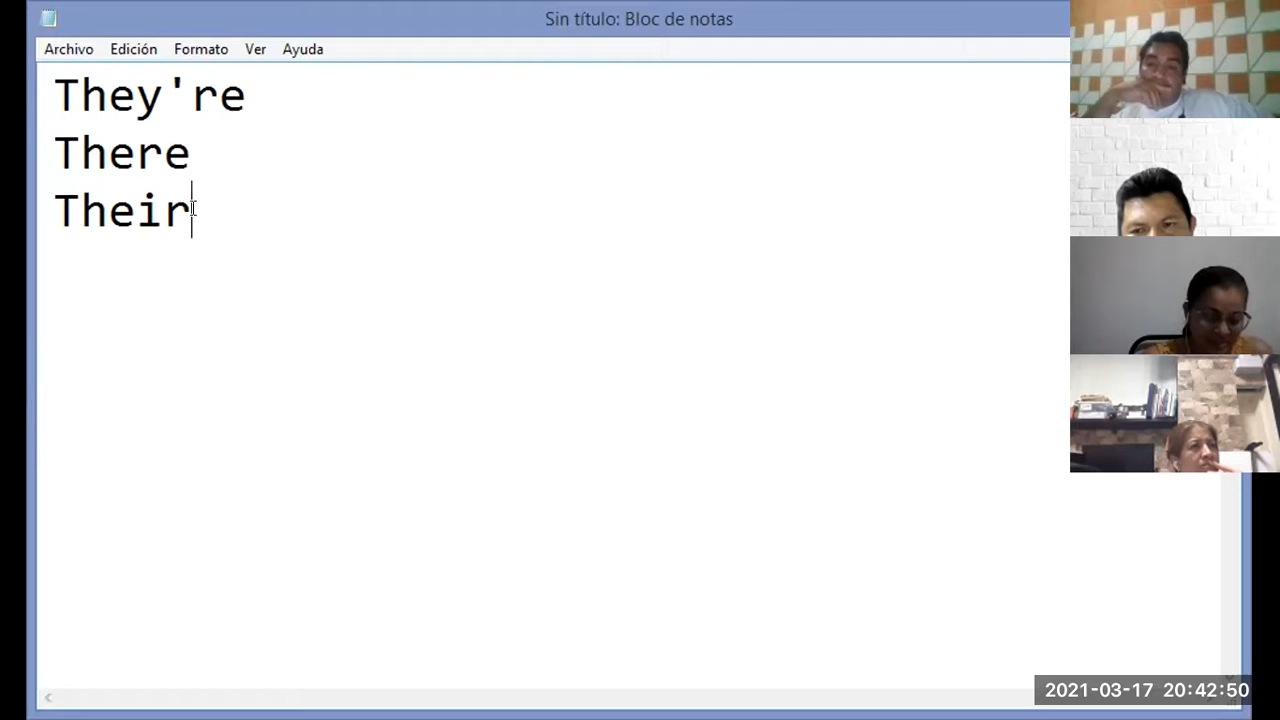 Sin título: Bloc de notas
Archivo Edición Formato Ver Ayuda
They're
There
Their
2021-03-17 20:42:50